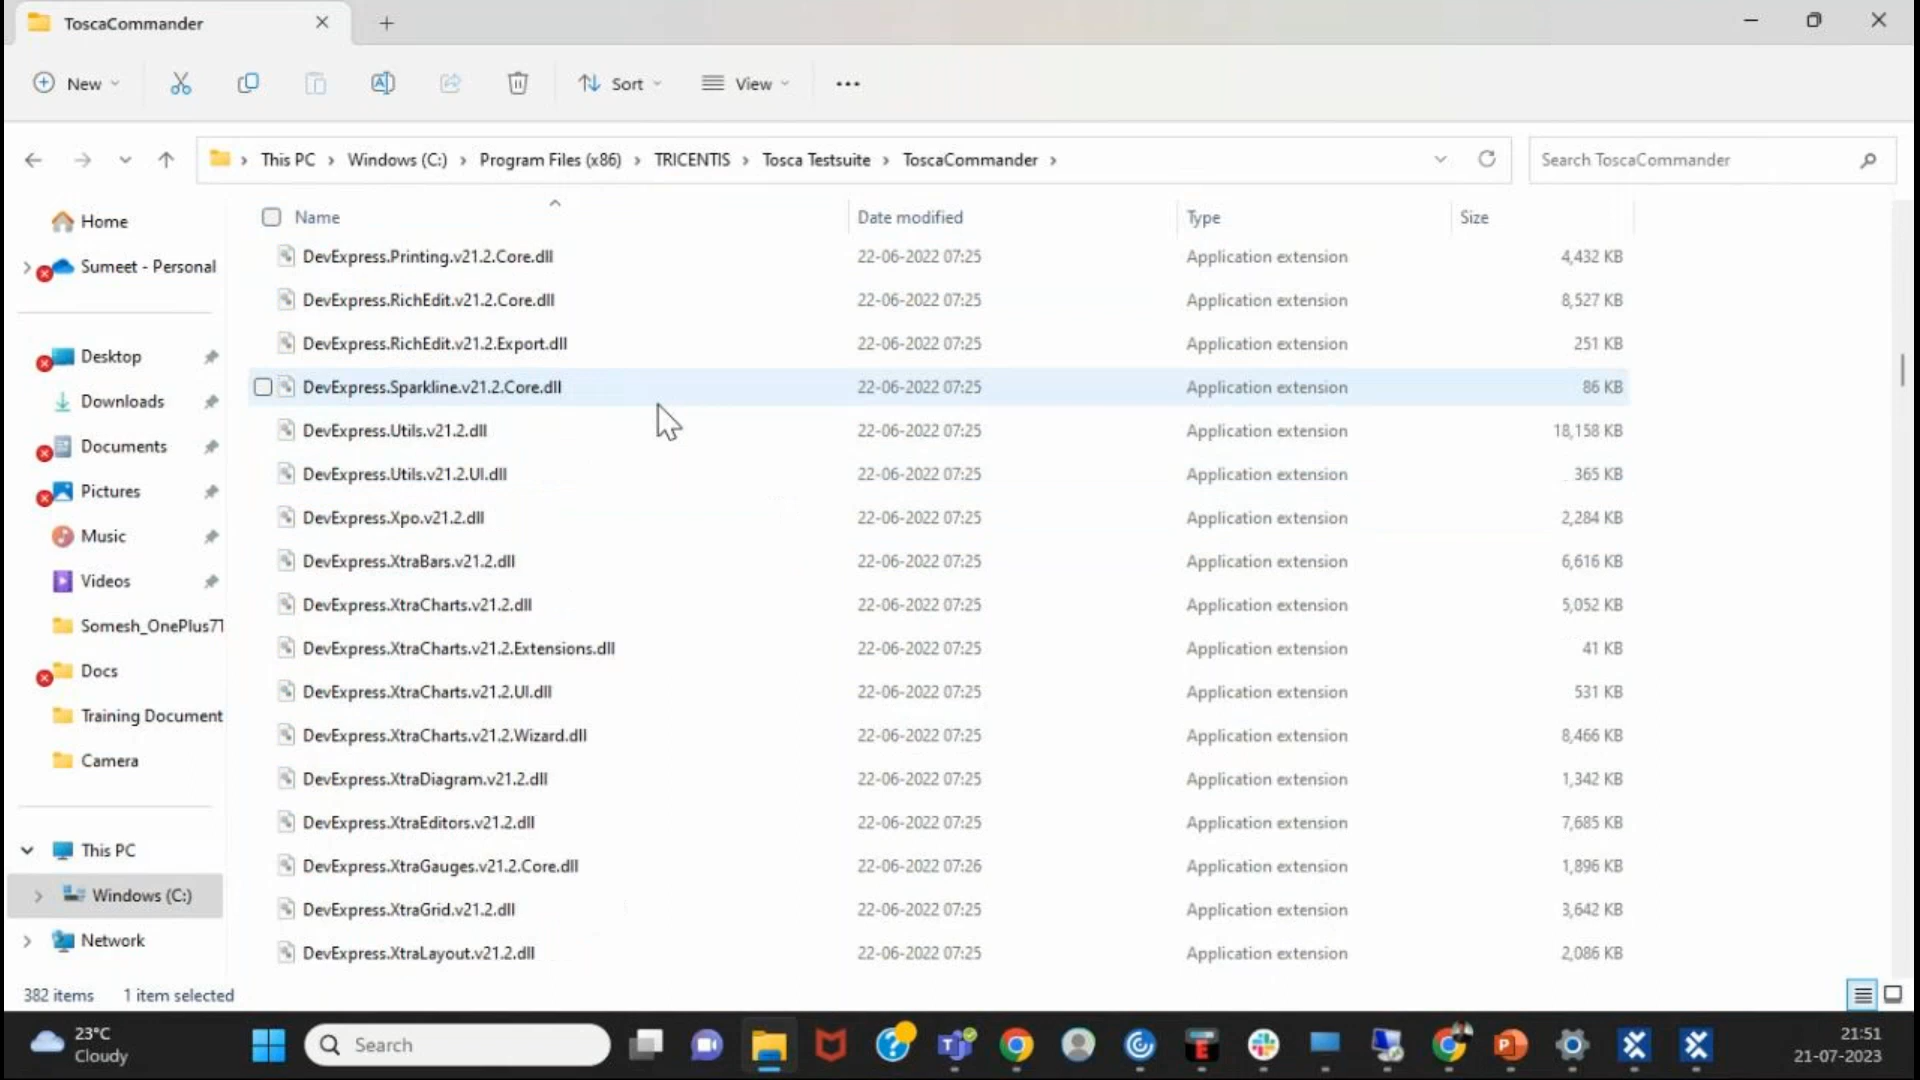 ToscaCommander
New
Sort
View
This PC > Windows (C:) > Program Files (x86) > TRICENTIS > Tosca Testsuite > ToscaCommander >
Search ToscaCommander
Name Date modified Type Size
Home
Sumeet - Personal
Desktop
Downloads
Documents
Pictures
Music
Videos
Somesh_OnePlus7T
Docs
Training Document
Camera
This PC
Windows (C:)
Network
DevExpress.Printing.v21.2.Core.dll 22-06-2022 07:25 Application extension 4,432 KB
DevExpress.RichEdit.v21.2.Core.dll 22-06-2022 07:25 Application extension 8,527 KB
DevExpress.RichEdit.v21.2.Export.dll 22-06-2022 07:25 Application extension 251 KB
DevExpress.Sparkline.v21.2.Core.dll 22-06-2022 07:25 Application extension 86 KB
DevExpress.Utils.v21.2.dll 22-06-2022 07:25 Application extension 18,158 KB
DevExpress.Utils.v21.2.UI.dll 22-06-2022 07:25 Application extension 365 KB
DevExpress.Xpo.v21.2.dll 22-06-2022 07:25 Application extension 2,284 KB
DevExpress.XtraBars.v21.2.dll 22-06-2022 07:25 Application extension 6,616 KB
DevExpress.XtraCharts.v21.2.dll 22-06-2022 07:25 Application extension 5,052 KB
DevExpress.XtraCharts.v21.2.Extensions.dll 22-06-2022 07:25 Application extension 41 KB
DevExpress.XtraCharts.v21.2.UI.dll 22-06-2022 07:25 Application extension 531 KB
DevExpress.XtraCharts.v21.2.Wizard.dll 22-06-2022 07:25 Application extension 8,466 KB
DevExpress.XtraDiagram.v21.2.dll 22-06-2022 07:25 Application extension 1,342 KB
DevExpress.XtraEditors.v21.2.dll 22-06-2022 07:25 Application extension 7,685 KB
DevExpress.XtraGauges.v21.2.Core.dll 22-06-2022 07:26 Application extension 1,896 KB
DevExpress.XtraGrid.v21.2.dll 22-06-2022 07:25 Application extension 3,642 KB
DevExpress.XtraLayout.v21.2.dll 22-06-2022 07:25 Application extension 2,086 KB
382 items 1 item selected
23°C
Cloudy
Search
21:51
21-07-2023